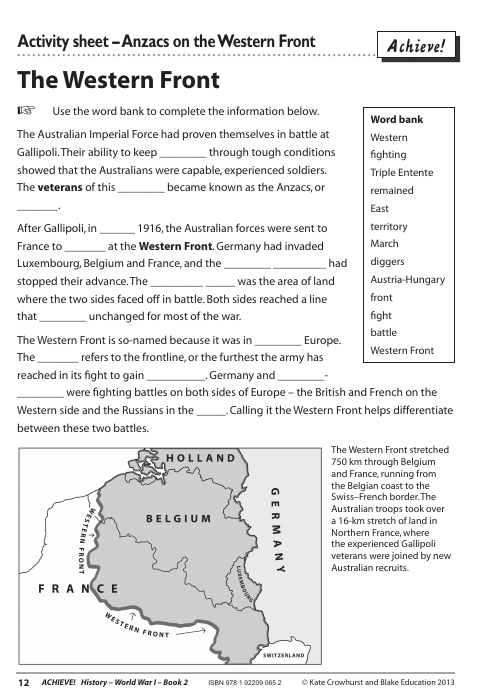 Activity sheet – Anzacs on the Western Front
Achieve!
The Western Front
☞ Use the word bank to complete the information below.
The Australian Imperial Force had proven themselves in battle at
Gallipoli. Their ability to keep ________ through tough conditions
showed that the Australians were capable, experienced soldiers.
The veterans of this ________ became known as the Anzacs, or
_______.
After Gallipoli, in ______ 1916, the Australian forces were sent to
France to _______ at the Western Front. Germany had invaded
Luxembourg, Belgium and France, and the ________ _________ had
stopped their advance. The _________ _____ was the area of land
where the two sides faced off in battle. Both sides reached a line
that ________ unchanged for most of the war.
The Western Front is so-named because it was in ________ Europe.
The _______ refers to the frontline, or the furthest the army has
reached in its fight to gain __________. Germany and ________-
________ were fighting battles on both sides of Europe – the British and French on the
Western side and the Russians in the _____. Calling it the Western Front helps differentiate
between these two battles.
Word bank
Western
fighting
Triple Entente
remained
East
territory
March
diggers
Austria-Hungary
front
fight
battle
Western Front
HOLLAND
GERMANY
BELGIUM
WESTERN FRONT
LUXEMBOURG
FRANCE
WESTERN FRONT
SWITZERLAND
The Western Front stretched
750 km through Belgium
and France, running from
the Belgian coast to the
Swiss–French border. The
Australian troops took over
a 16-km stretch of land in
Northern France, where
the experienced Gallipoli
veterans were joined by new
Australian recruits.
12 ACHIEVE! History – World War I – Book 2 ISBN 978 1 92209 065 2 © Kate Crowhurst and Blake Education 2013